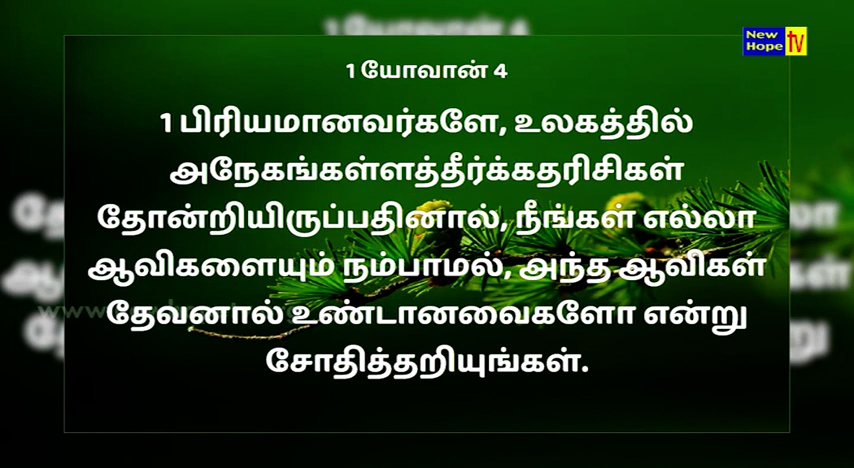 New
Hope tv
1 யோவான் 4
1 பிரியமானவர்களே, உலகத்தில்
அநேகங்கள்ளத்தீர்க்கதரிசிகள்
தோன்றியிருப்பதினால், நீங்கள் எல்லா
ஆவிகளையும் நம்பாமல், அந்த ஆவிகள்
தேவனால் உண்டானவைகளோ என்று
சோதித்தறியுங்கள்.